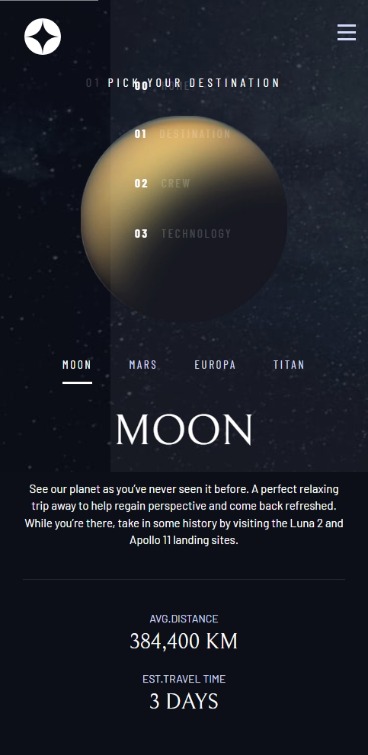 01 PICK YOUR DESTINATION
00 HOME
01 DESTINATION
02 CREW
03 TECHNOLOGY
MOON MARS EUROPA TITAN
MOON
See our planet as you’ve never seen it before. A perfect relaxing
trip away to help regain perspective and come back refreshed.
While you’re there, take in some history by visiting the Luna 2 and
Apollo 11 landing sites.
AVG.DISTANCE
384,400 KM
EST.TRAVEL TIME
3 DAYS